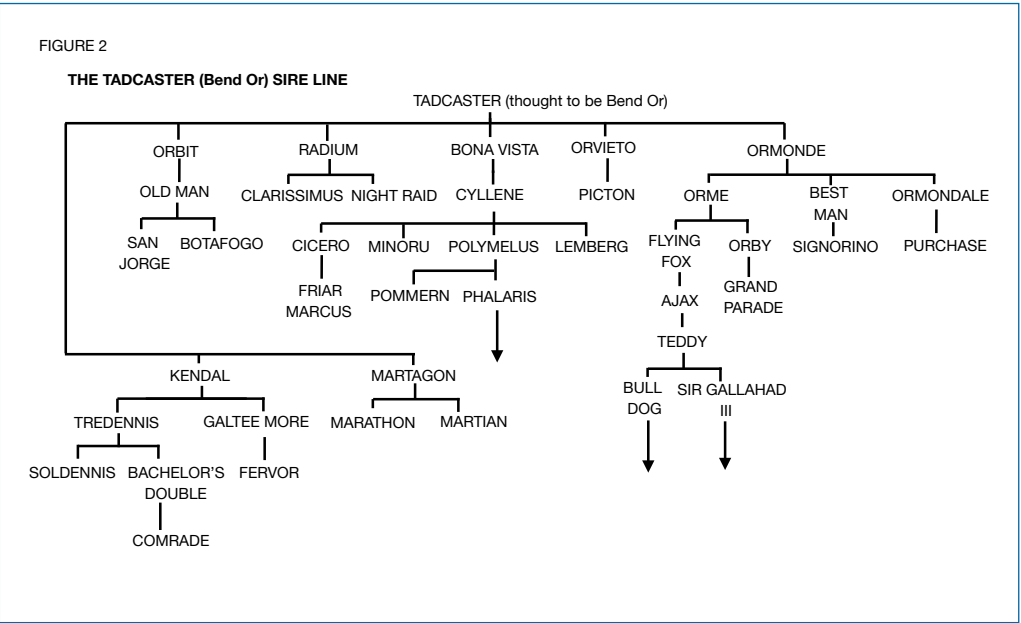 FIGURE 2
THE TADCASTER (Bend Or) SIRE LINE
TADCASTER (thought to be Bend Or)
ORBIT RADIUM BONA VISTA ORVIETO ORMONDE
OLD MAN CLARISSIMUS NIGHT RAID CYLLENE PICTON ORME BEST ORMONDALE
MAN
SAN BOTAFOGO CICERO MINORU POLYMELUS LEMBERG FLYING ORBY SIGNORINO PURCHASE
JORGE FOX
FRIAR POMMERN PHALARIS AJAX GRAND
MARCUS PARADE
TEDDY
KENDAL MARTAGON BULL SIR GALLAHAD
DOG III
TREDENNIS GALTEE MORE MARATHON MARTIAN
SOLDENNIS BACHELOR'S FERVOR
DOUBLE
COMRADE